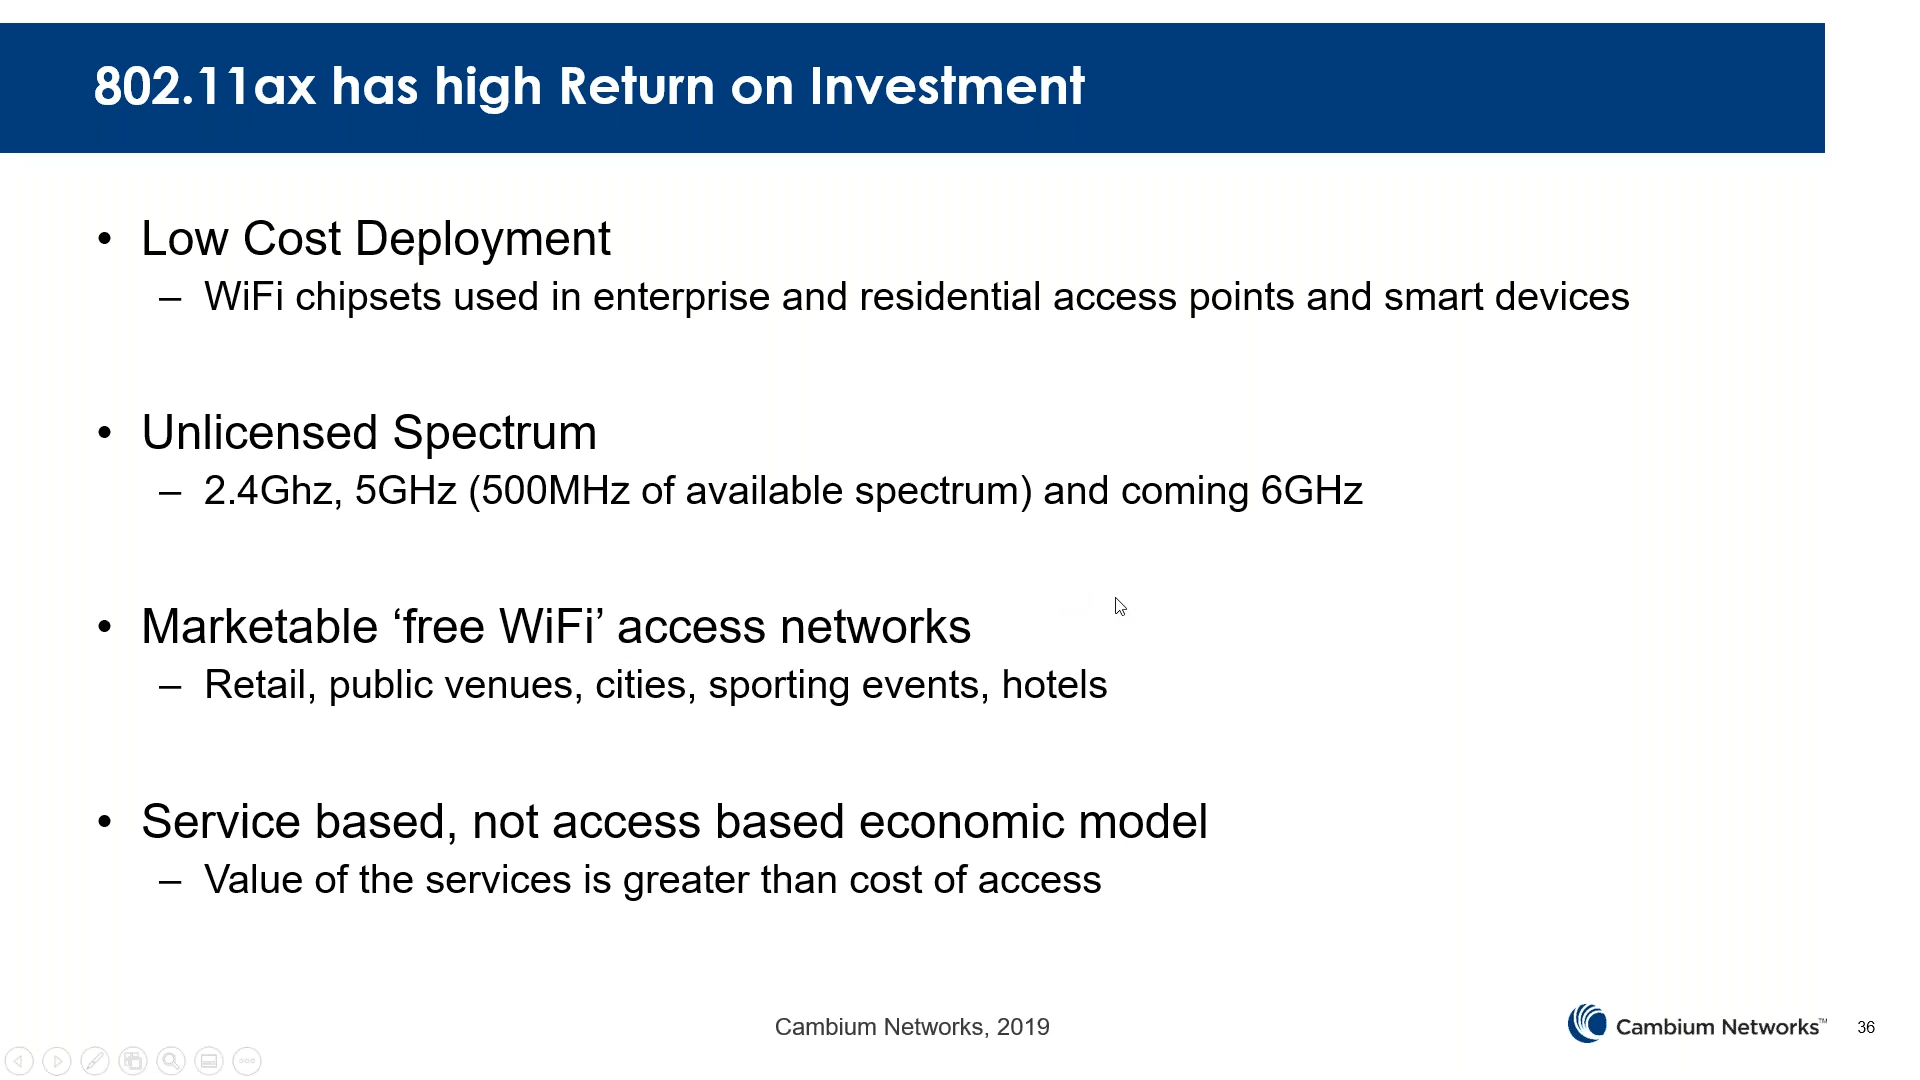 802.11ax has high Return on Investment
• Low Cost Deployment
– WiFi chipsets used in enterprise and residential access points and smart devices
• Unlicensed Spectrum
– 2.4Ghz, 5GHz (500MHz of available spectrum) and coming 6GHz
• Marketable ‘free WiFi’ access networks
– Retail, public venues, cities, sporting events, hotels
• Service based, not access based economic model
– Value of the services is greater than cost of access
Cambium Networks, 2019
Cambium Networks™
36